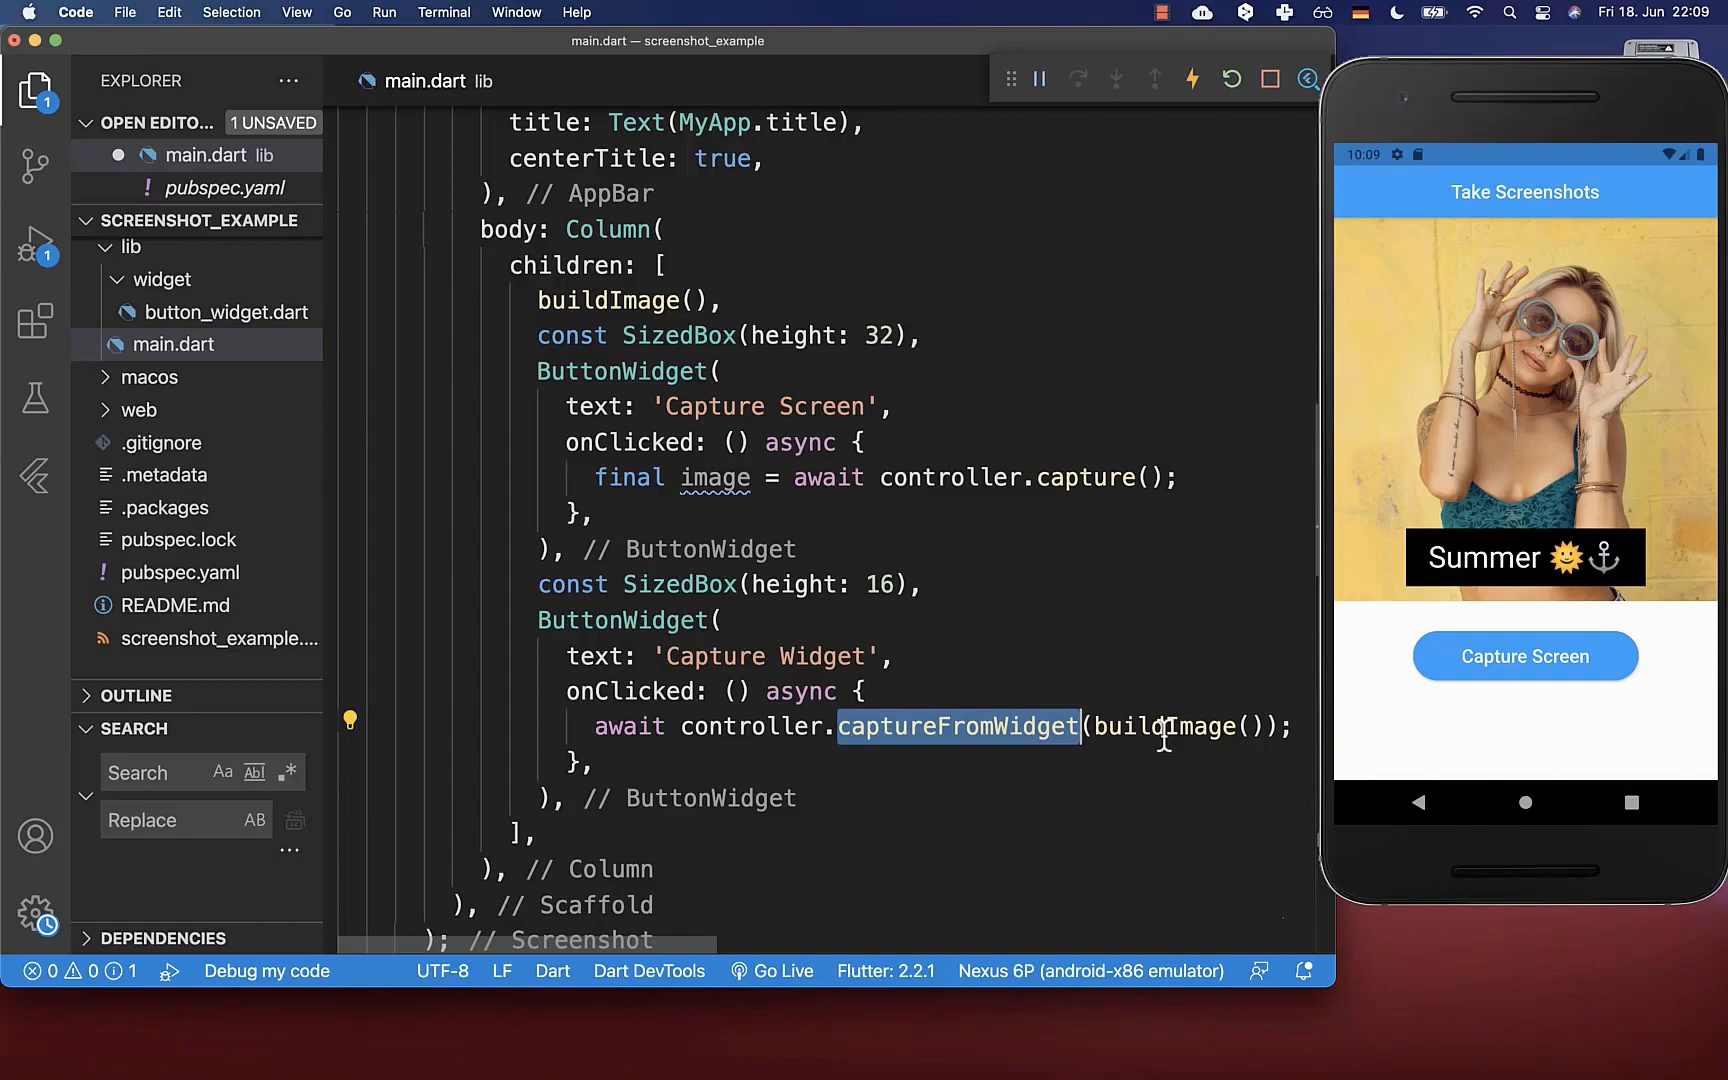 Code File Edit Selection View Go Run Terminal Window Help Fri 18. Jun 22:09
main.dart — screenshot_example
EXPLORER
OPEN EDITO... 1 UNSAVED
main.dart lib
! pubspec.yaml
SCREENSHOT_EXAMPLE
lib
widget
button_widget.dart
main.dart
macos
web
.gitignore
.metadata
.packages
pubspec.lock
! pubspec.yaml
README.md
screenshot_example....
OUTLINE
SEARCH
Search Aa Abl .*
Replace AB
...
DEPENDENCIES
1
1
main.dart lib
title: Text(MyApp.title),
centerTitle: true,
), // AppBar
body: Column(
children: [
buildImage(),
const SizedBox(height: 32),
ButtonWidget(
text: 'Capture Screen',
onClicked: () async {
final image = await controller.capture();
},
), // ButtonWidget
const SizedBox(height: 16),
ButtonWidget(
text: 'Capture Widget',
onClicked: () async {
await controller.captureFromWidget(buildImage());
},
), // ButtonWidget
],
), // Column
), // Scaffold
); // Screenshot
0 0 1 Debug my code UTF-8 LF Dart Dart DevTools Go Live Flutter: 2.2.1 Nexus 6P (android-x86 emulator)
10:09
Take Screenshots
Summer 🌞⚓
Capture Screen